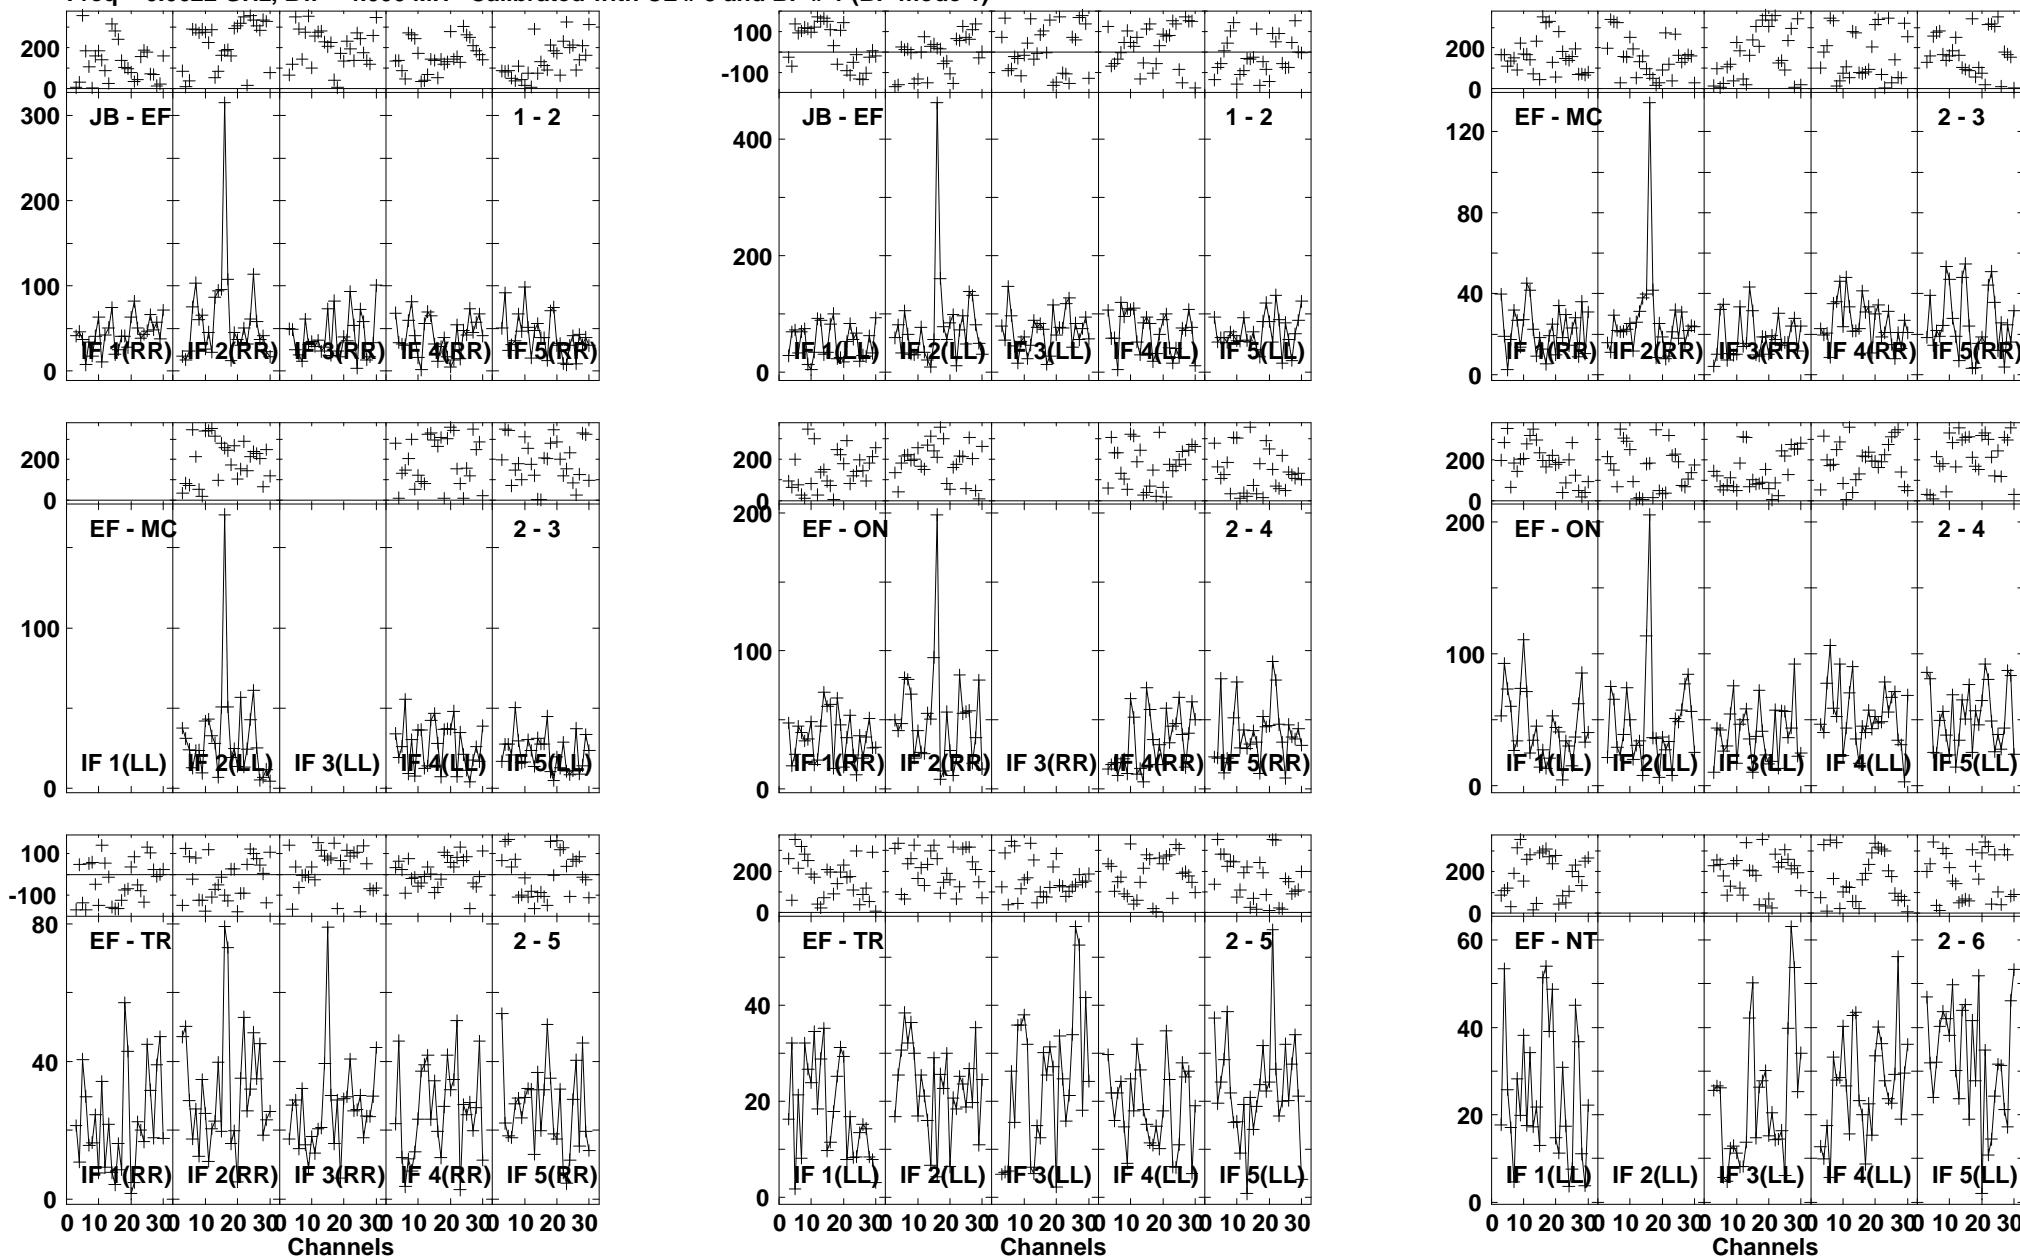 200
0
100
-100
200
0
JB - EF 1 - 2
300
200
100
0
IF 1(RR) IF 2(RR) IF 3(RR) IF 4(RR) IF 5(RR)
JB - EF 1 - 2
400
200
0
IF 1(LL) IF 2(LL) IF 3(LL) IF 4(LL) IF 5(LL)
EF - MC 2 - 3
120
80
40
0
IF 1(RR) IF 2(RR) IF 3(RR) IF 4(RR) IF 5(RR)
200
0
200
0
200
0
EF - MC 2 - 3
100
0
IF 1(LL) IF 2(LL) IF 3(LL) IF 4(LL) IF 5(LL)
EF - ON 2 - 4
200
100
0
IF 1(RR) IF 2(RR) IF 3(RR) IF 4(RR) IF 5(RR)
EF - ON 2 - 4
200
100
0
IF 1(LL) IF 2(LL) IF 3(LL) IF 4(LL) IF 5(LL)
100
-100
200
0
200
0
EF - TR 2 - 5
80
40
0
IF 1(RR) IF 2(RR) IF 3(RR) IF 4(RR) IF 5(RR)
0 10 20 30 0 10 20 30 0 10 20 30 0 10 20 30 0 10 20 30
Channels
EF - TR 2 - 5
40
20
0
IF 1(LL) IF 2(LL) IF 3(LL) IF 4(LL) IF 5(LL)
0 10 20 30 0 10 20 30 0 10 20 30 0 10 20 30 0 10 20 30
Channels
EF - NT 2 - 6
60
40
20
0
IF 1(LL) IF 2(LL) IF 3(LL) IF 4(LL) IF 5(LL)
0 10 20 30 0 10 20 30 0 10 20 30 0 10 20 30 0 10 20 30
Channels